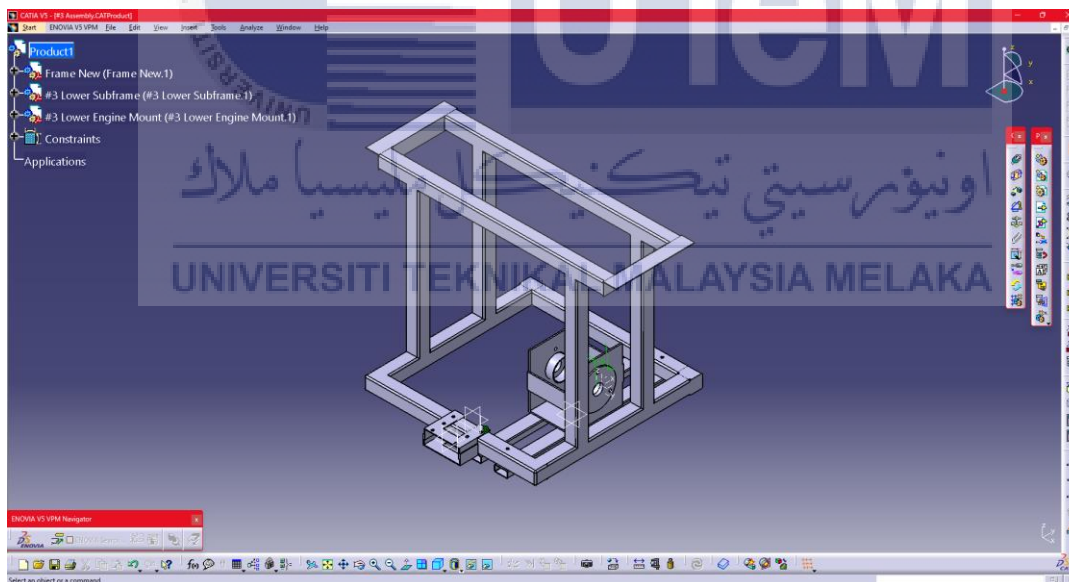 CATIA V5 - [#3 Assembly.CATProduct]
Start ENOVIA V5 VPM File Edit View Insert Tools Analyze Window Help
UTeM
Product1
Frame New (Frame New.1)
#3 Lower Subframe (#3 Lower Subframe.1)
#3 Lower Engine Mount (#3 Lower Engine Mount.1)
Constraints
Applications
z
y
x
اونيۏرسيتي تيكنيكل مليسيا ملاك
UNIVERSITI TEKNIKAL MALAYSIA MELAKA
ENOVIA V5 VPM Navigator
ENOVIA
Select an object or a command